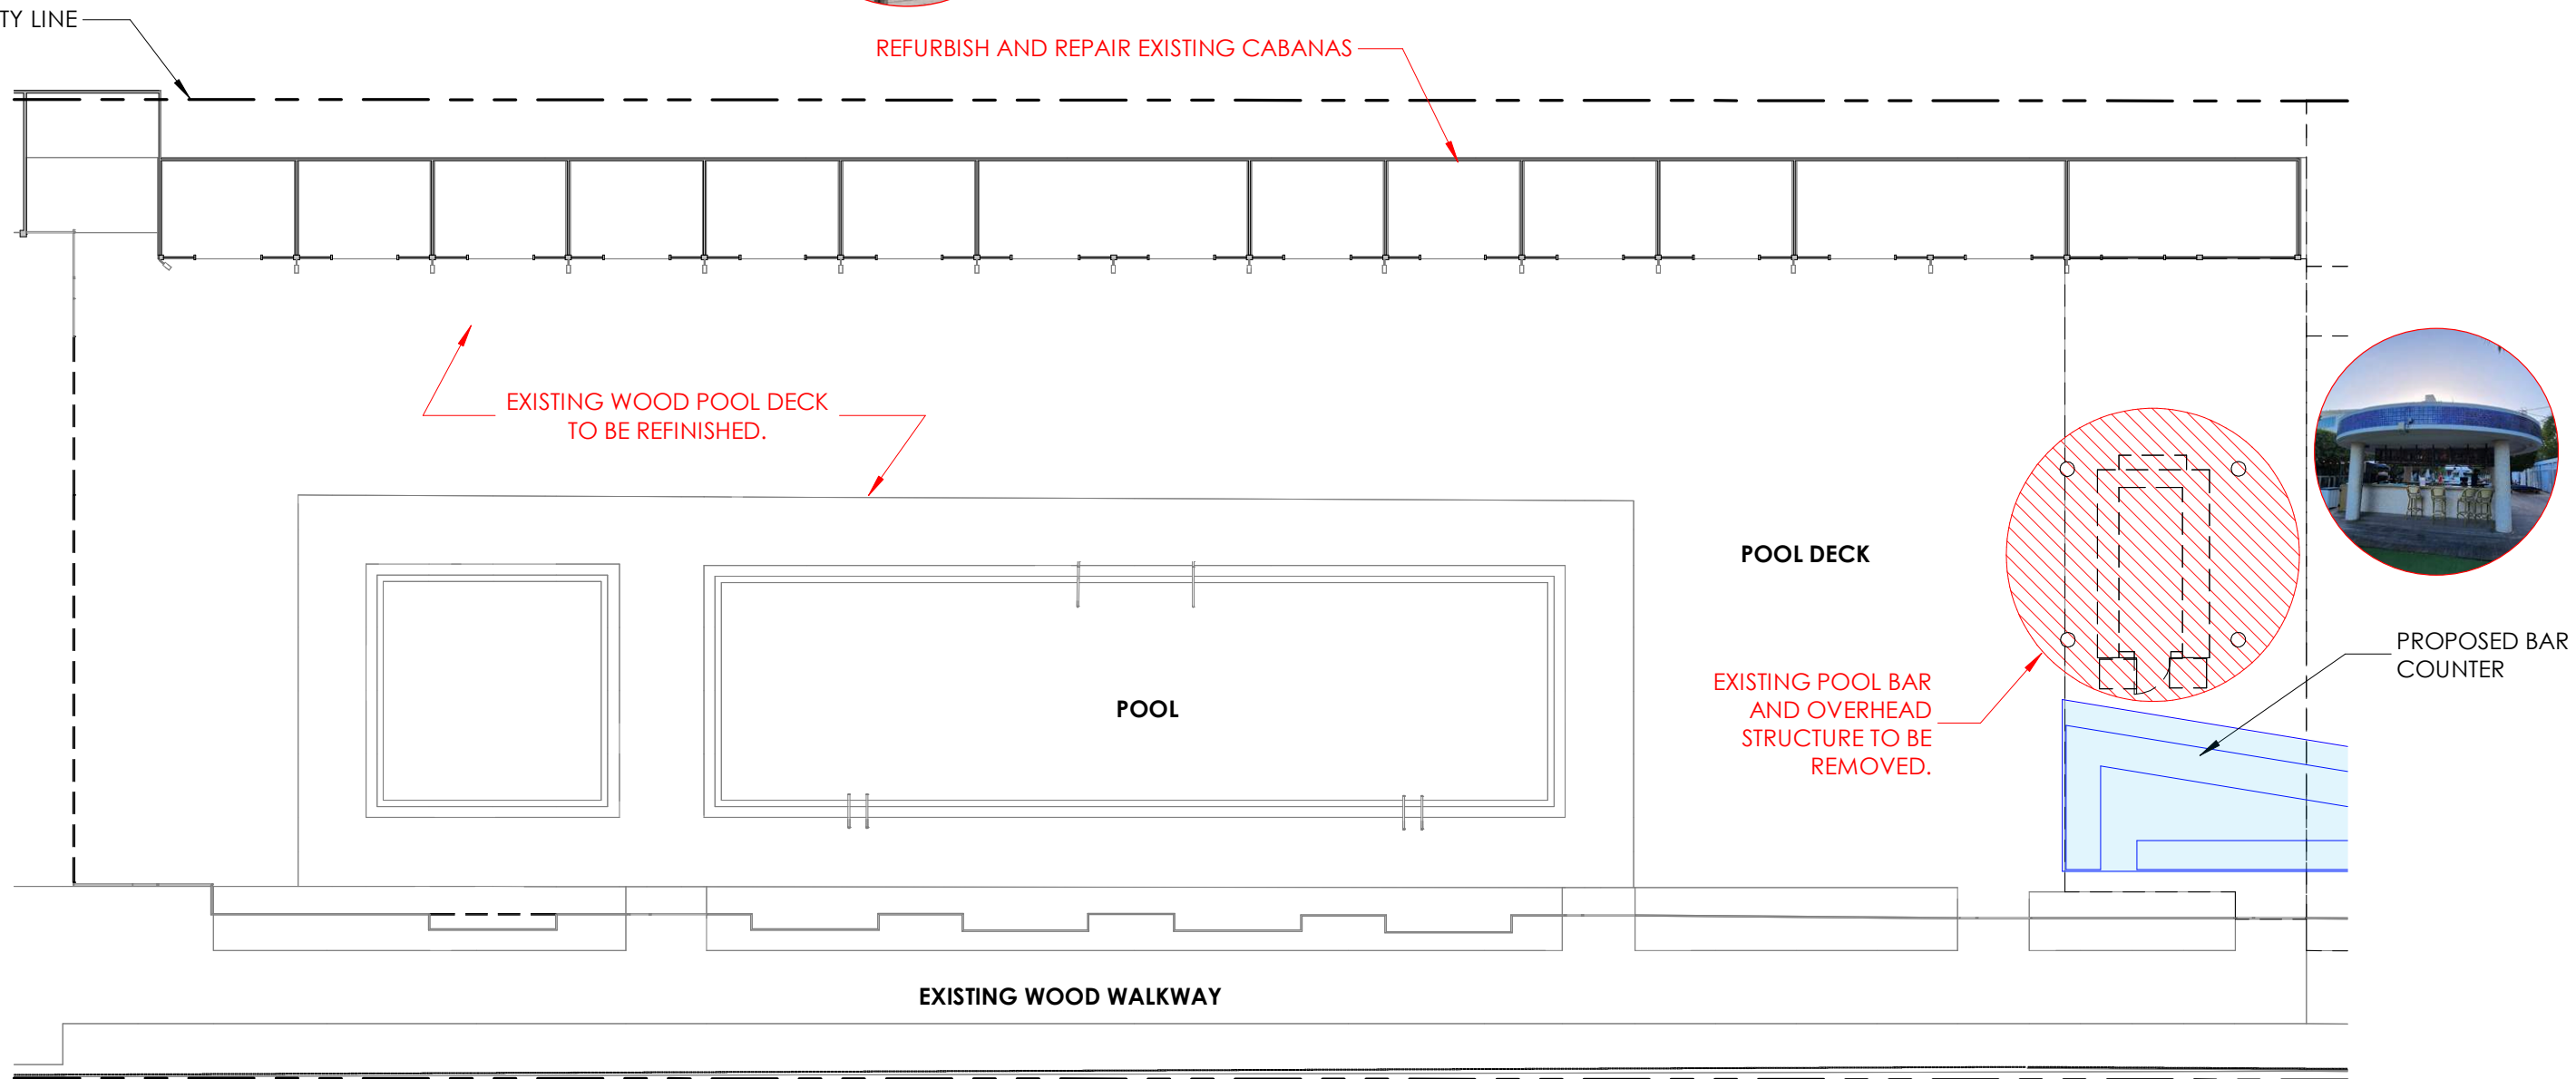 TY LINE
REFURBISH AND REPAIR EXISTING CABANAS
EXISTING WOOD POOL DECK
TO BE REFINISHED.
POOL DECK
PROPOSED BAR
COUNTER
EXISTING POOL BAR
AND OVERHEAD
STRUCTURE TO BE
REMOVED.
POOL
EXISTING WOOD WALKWAY